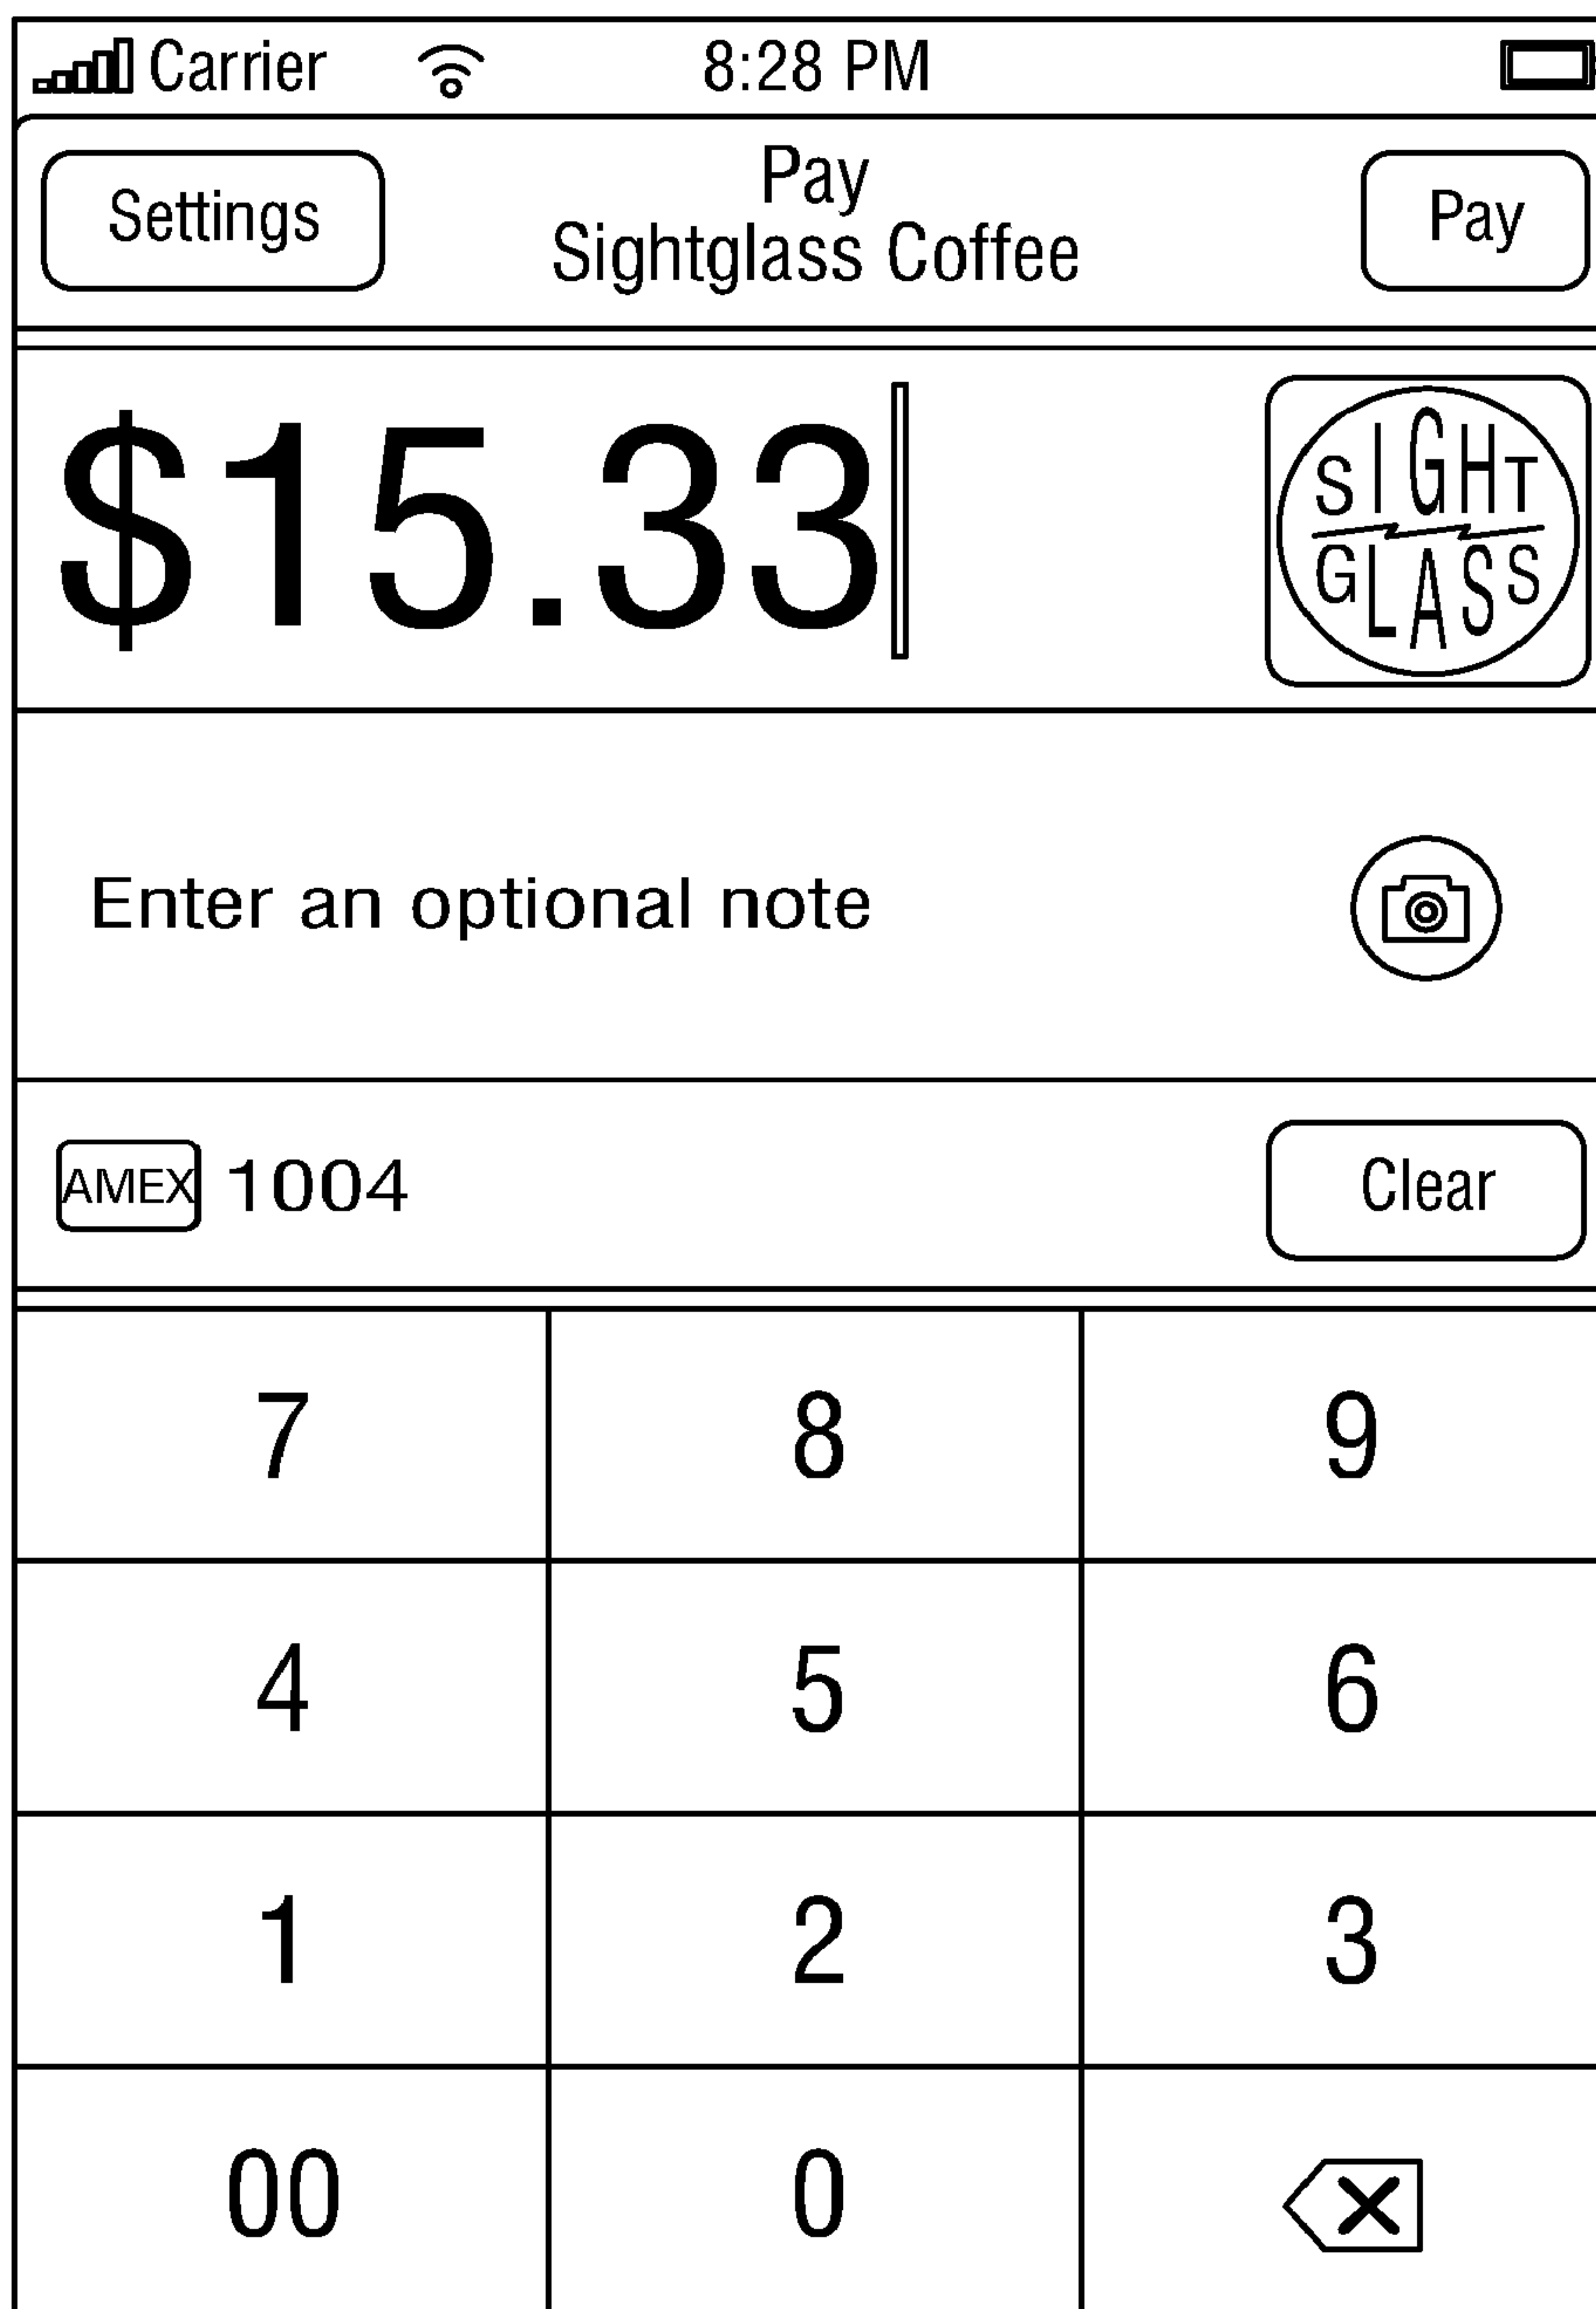 Carrier 8:28 PM
Settings
Pay
Sightglass Coffee
Pay
$15.33
SIGHT
GLASS
Enter an optional note
AMEX 1004 Clear
7 8 9
4 5 6
1 2 3
00 0